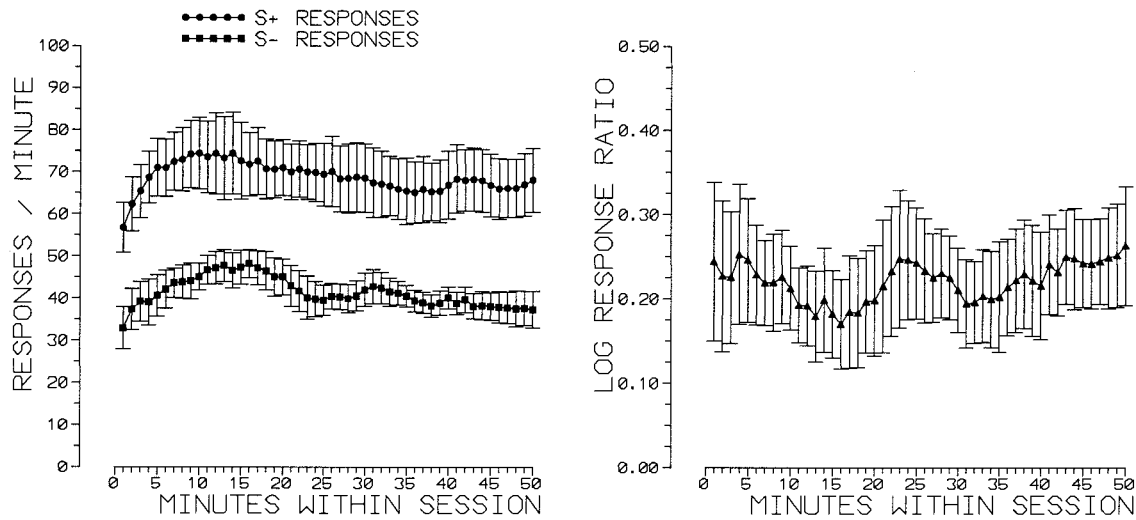 S+ RESPONSES
S- RESPONSES
RESPONSES / MINUTE
100
90
80
70
60
50
40
30
20
10
0
0 5 10 15 20 25 30 35 40 45 50
MINUTES WITHIN SESSION
LOG RESPONSE RATIO
0.50
0.40
0.30
0.20
0.10
0.00
0 5 10 15 20 25 30 35 40 45 50
MINUTES WITHIN SESSION